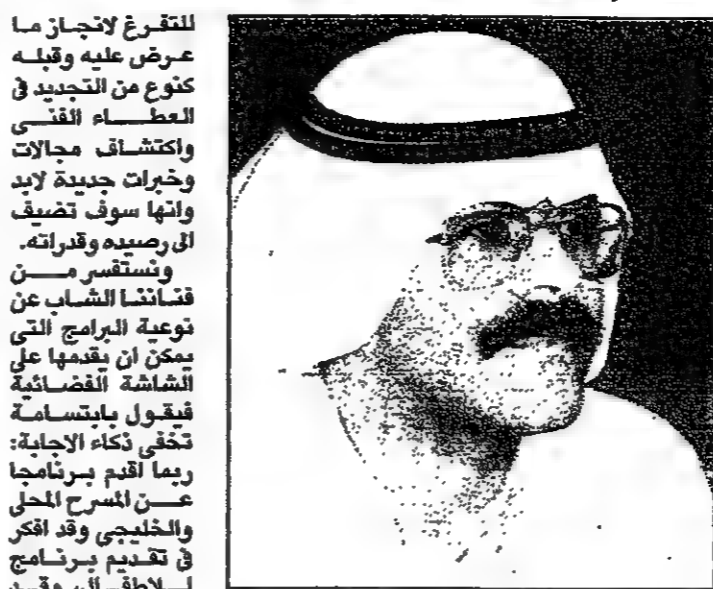 للتفرغ لانجاز ما
عرض عليه وقبله
كنوع من التجديد في
العطاء الفني
واكتشاف مجالات
وخبرات جديدة لابد
وانها سوف تضيف
الى رصيده وقدراته.
ونستفسر من
فناننا الشاب عن
نوعية البرامج التي
يمكن ان يقدمها على
الشاشة الفضائية
فيقول بابتسامة
تخفي ذكاء الاجابة:
ربما اقدم برنامجا
عن المسرح المحلي
والخليجي وقد افكر
في تقديم برنامج
للاطفال وقد